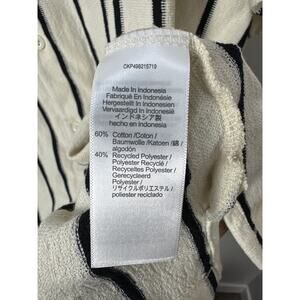 CKP498215719
Made In Indonesia
Fabriqué En Indonésie
Hergestellt In Indonesien
Vervaardigd In Indonesië
インドネシア製
hecho en indonesia
60% Cotton /Coton /
Baumwolle /Katoen / 綿 /
algodón
40% Recycled Polyester /
Polyester Recyclé /
Recyceltes Polyester /
Gerecycleerd
Polyester /
リサイクルポリエステル /
poliester reciclado